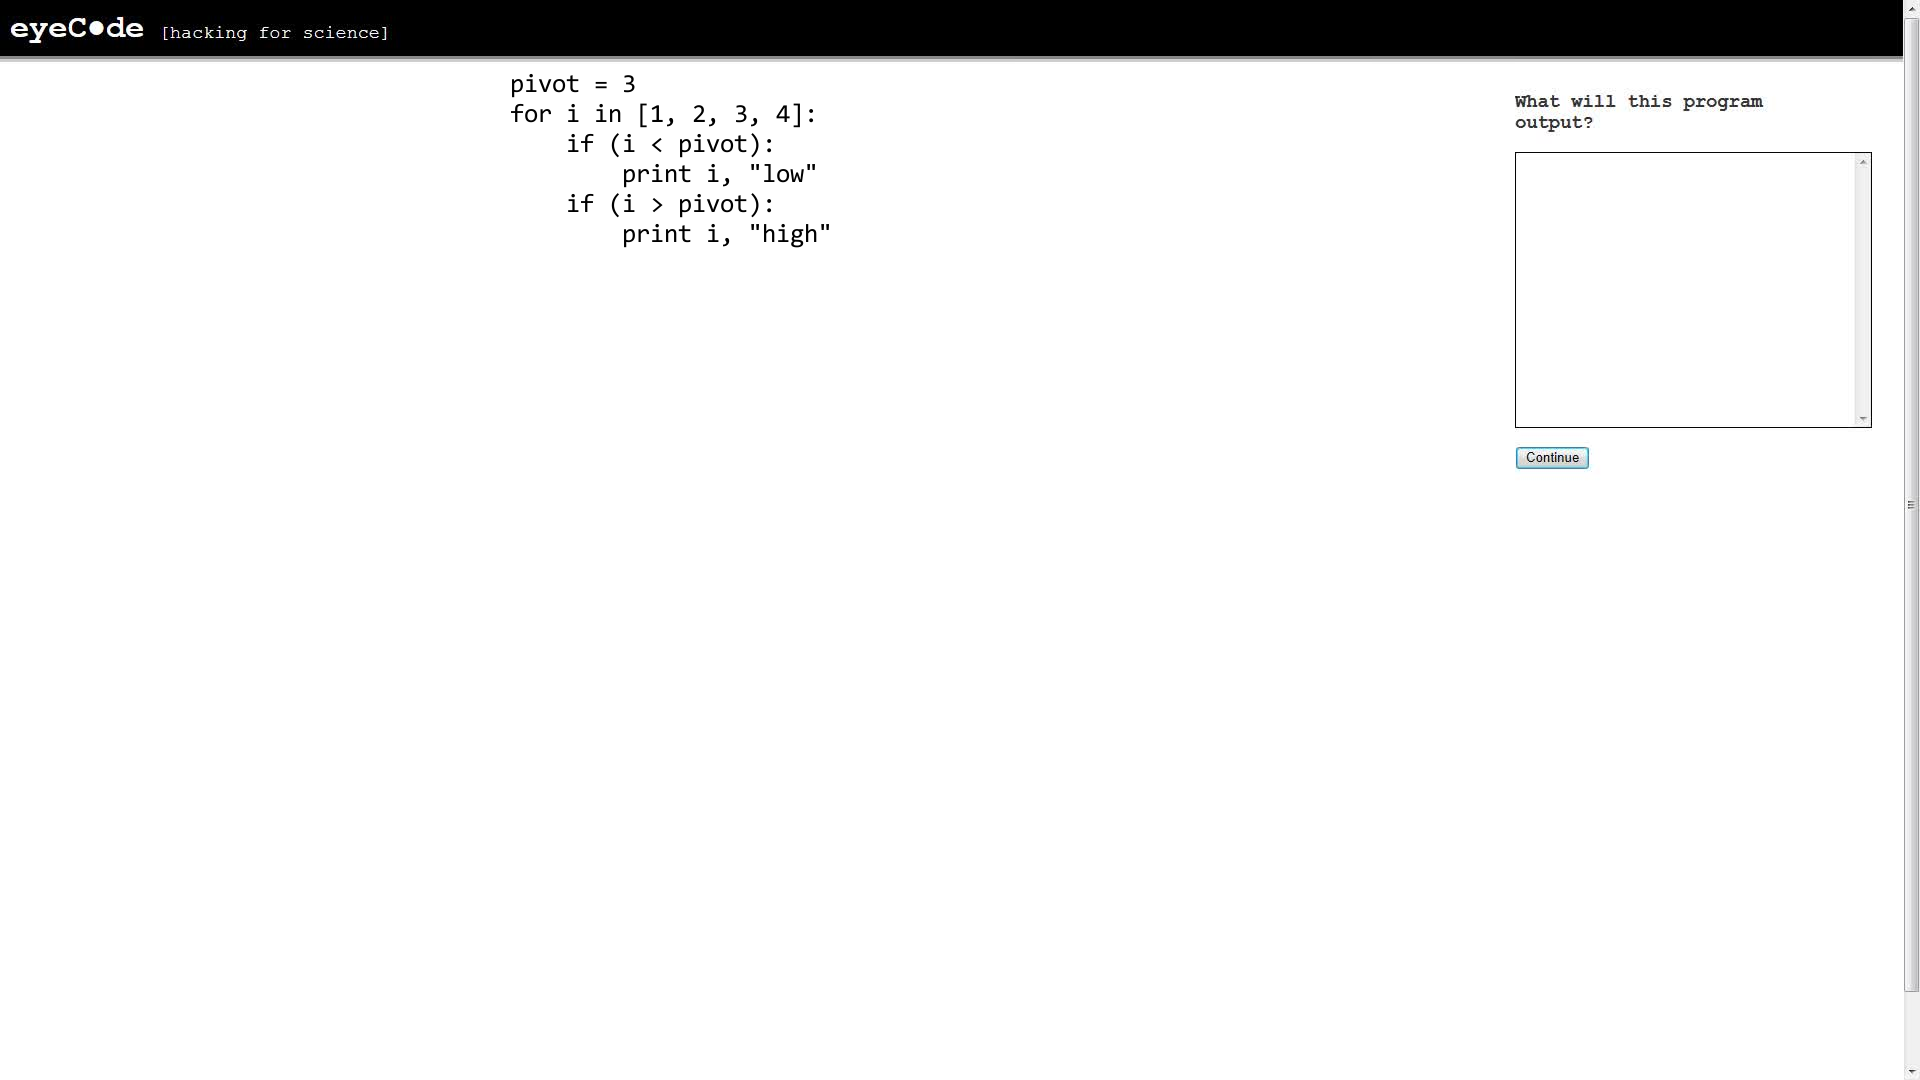 eyeC●de [hacking for science]
pivot = 3
for i in [1, 2, 3, 4]:
    if (i < pivot):
        print i, "low"
    if (i > pivot):
        print i, "high"
What will this program
output?
Continue